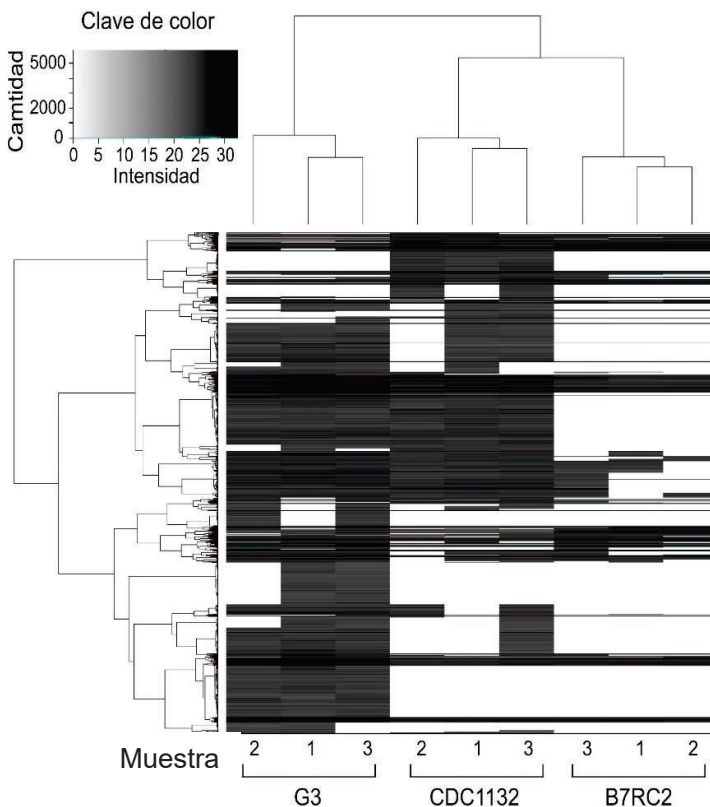 Clave de color
Camtidad
5000
2000
0
0 5 10 15 20 25 30
Intensidad
Muestra 2 1 3 2 1 3 3 1 2
G3 CDC1132 B7RC2